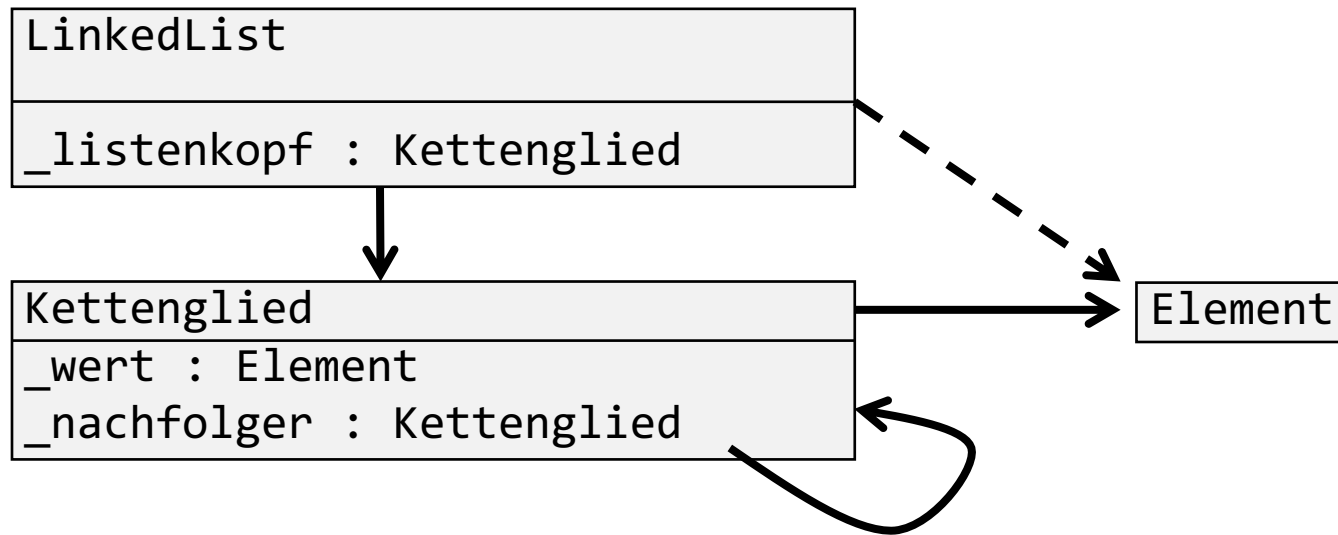 LinkedList
_listenkopf : Kettenglied
Kettenglied
_wert : Element
_nachfolger : Kettenglied
Element